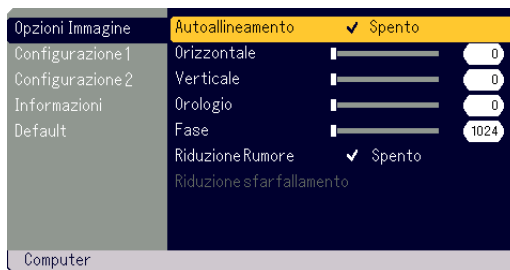 Opzioni Immagine
Configurazione 1
Configurazione 2
Informazioni
Default
Autoallineamento ✓ Spento
Orizzontale 0
Verticale 0
Orologio 0
Fase 1024
Riduzione Rumore ✓ Spento
Riduzione sfarfallamento
Computer